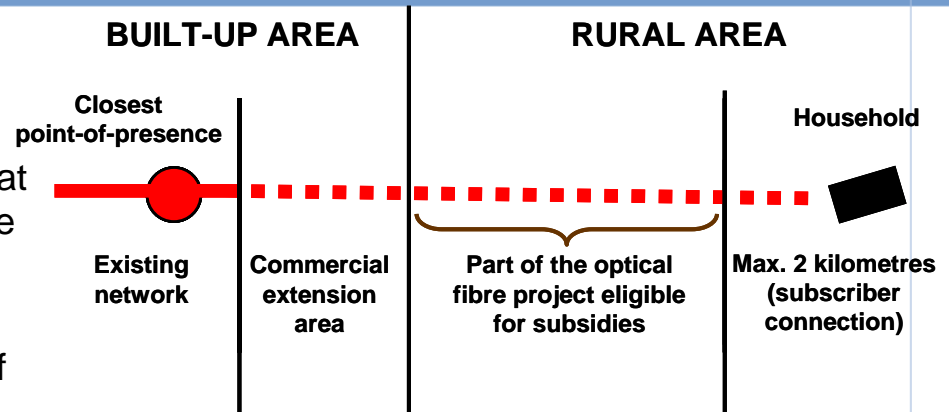 BUILT-UP AREA
RURAL AREA
Closest
point-of-presence
Household
at
e
Existing
network
Commercial
extension
area
Part of the optical
fibre project eligible
for subsidies
Max. 2 kilometres
(subscriber
connection)
f